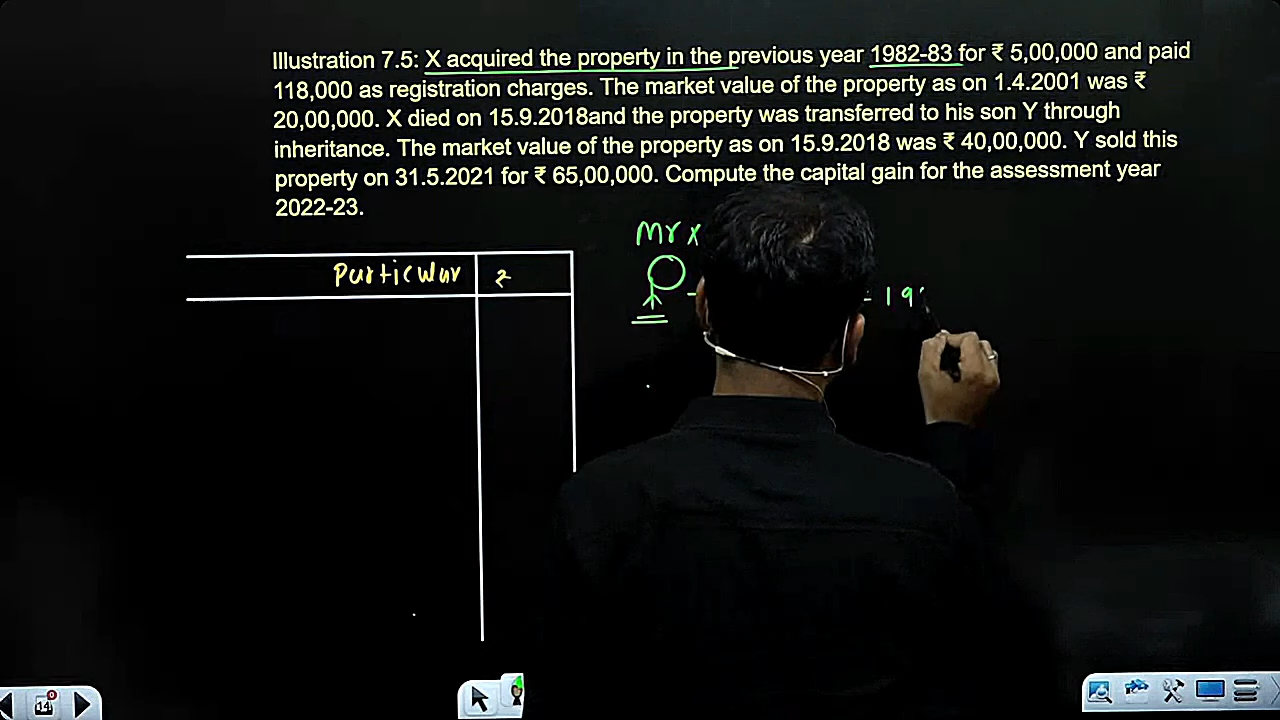 Illustration 7.5: X acquired the property in the previous year 1982-83 for ₹ 5,00,000 and paid
118,000 as registration charges. The market value of the property as on 1.4.2001 was ₹
20,00,000. X died on 15.9.2018and the property was transferred to his son Y through
inheritance. The market value of the property as on 15.9.2018 was ₹ 40,00,000. Y sold this
property on 31.5.2021 for ₹ 65,00,000. Compute the capital gain for the assessment year
2022-23.
Mr x
Particular ₹
= 19
14 0